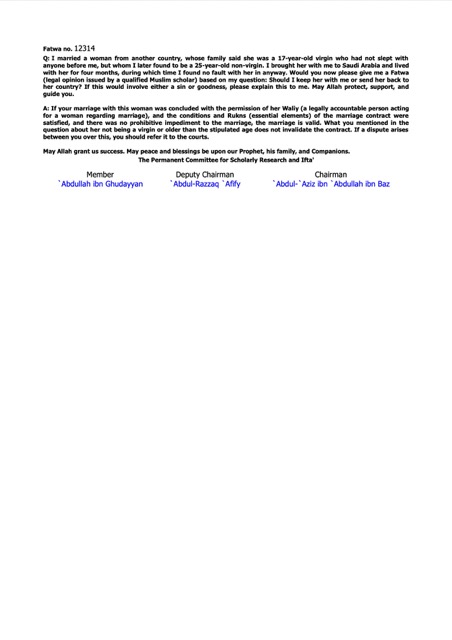 Fatwa no. 12314
Q: I married a woman from another country, whose family said she was a 17-year-old virgin who had not slept with
anyone before me, but whom I later found to be a 25-year-old non-virgin. I brought her with me to Saudi Arabia and lived
with her for four months, during which time I found no fault with her in anyway. Would you now please give me a Fatwa
(legal opinion issued by a qualified Muslim scholar) based on my question: Should I keep her with me or send her back to
her country? If this would involve either a sin or goodness, please explain this to me. May Allah protect, support, and
guide you.
A: If your marriage with this woman was concluded with the permission of her Waliy (a legally accountable person acting
for a woman regarding marriage), and the conditions and Rukns (essential elements) of the marriage contract were
satisfied, and there was no prohibitive impediment to the marriage, the marriage is valid. What you mentioned in the
question about her not being a virgin or older than the stipulated age does not invalidate the contract. If a dispute arises
between you over this, you should refer it to the courts.
May Allah grant us success. May peace and blessings be upon our Prophet, his family, and Companions.
The Permanent Committee for Scholarly Research and Ifta'
Member Deputy Chairman Chairman
`Abdullah ibn Ghudayyan `Abdul-Razzaq `Afify `Abdul-`Aziz ibn `Abdullah ibn Baz